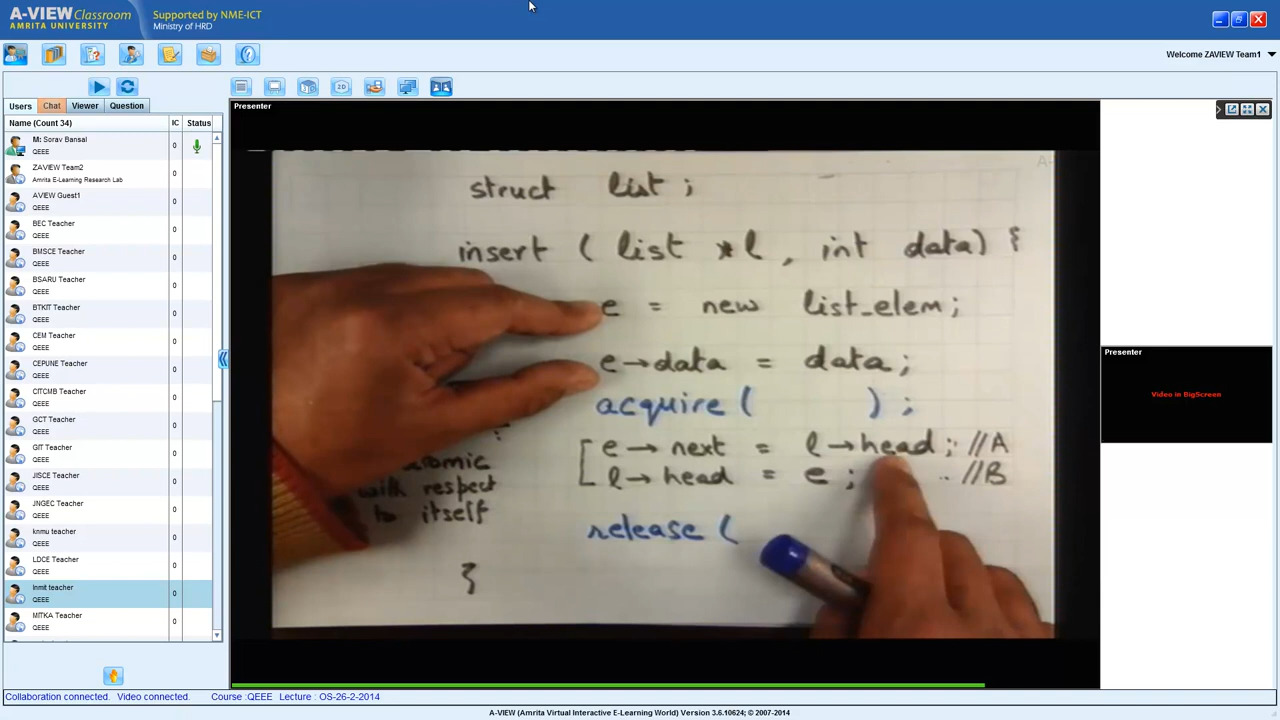 A-VIEW Classroom
AMRITA UNIVERSITY
Supported by NME-ICT
Ministry of HRD
Welcome ZAVIEW Team1
Users Chat Viewer Question
Name (Count 34) IC Status
M: Sorav Bansal
QEEE 0
ZAVIEW Team2
Amrita E-Learning Research Lab 0
AVIEW Guest1
QEEE 0
BEC Teacher
QEEE 0
BMSCE Teacher
QEEE 0
BSARU Teacher
QEEE 0
BTKIT Teacher
QEEE 0
CEM Teacher
QEEE 0
CEPUNE Teacher
QEEE 0
CITCMB Teacher
QEEE 0
GCT Teacher
QEEE 0
GIT Teacher
QEEE 0
JISCE Teacher
QEEE 0
JNGEC Teacher
QEEE 0
knmu Teacher
QEEE 0
LDCE Teacher
QEEE 0
lnmit teacher
QEEE 0
MITKA Teacher
QEEE 0
Presenter
struct list ;
insert ( list *l , int data) {
e = new list_elem ;
e→data = data ;
acquire ( ) ;
[ e → next = l →head ; //A
l → head = e ; //B
with respect
to itself
release (
}
Presenter
Video in BigScreen
Collaboration connected. Video connected. Course :QEEE Lecture : OS-26-2-2014
A-VIEW (Amrita Virtual Interactive E-Learning World) Version 3.6.10624; © 2007-2014